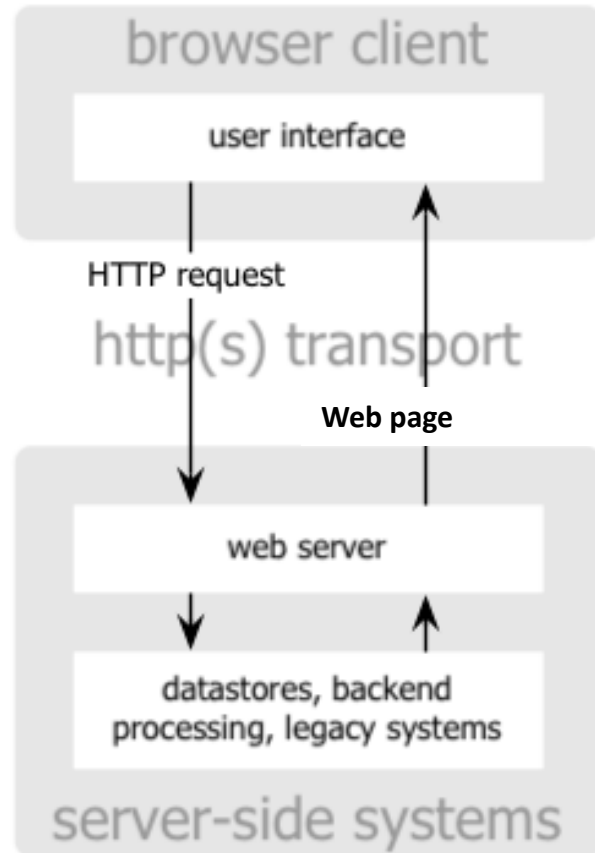 browser client
user interface
HTTP request
http(s) transport
Web page
web server
datastores, backend
processing, legacy systems
server-side systems